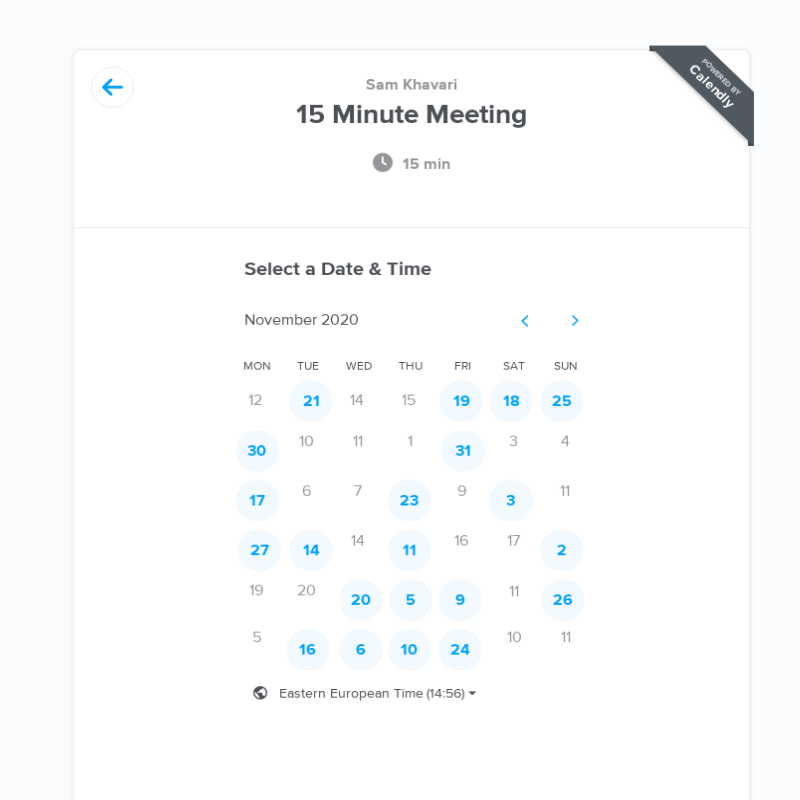 Sam Khavari
15 Minute Meeting
15 min
POWERED BY
Calendly
Select a Date & Time
November 2020
MON TUE WED THU FRI SAT SUN
12 21 14 15 19 18 25
30 10 11 1 31 3 4
17 6 7 23 9 3 11
27 14 14 11 16 17 2
19 20 20 5 9 11 26
5 16 6 10 24 10 11
Eastern European Time (14:56)